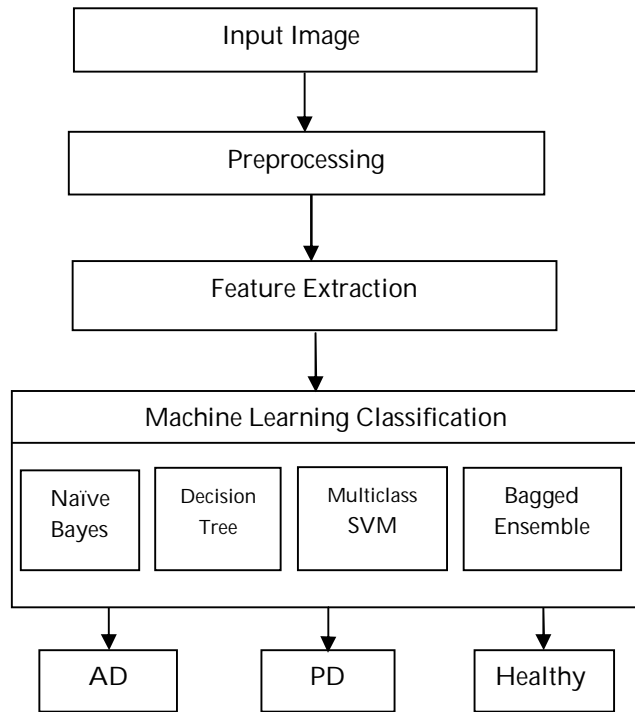 Input Image
Preprocessing
Feature Extraction
Machine Learning Classification
Naïve
Bayes
Decision
Tree
Multiclass
SVM
Bagged
Ensemble
AD
PD
Healthy